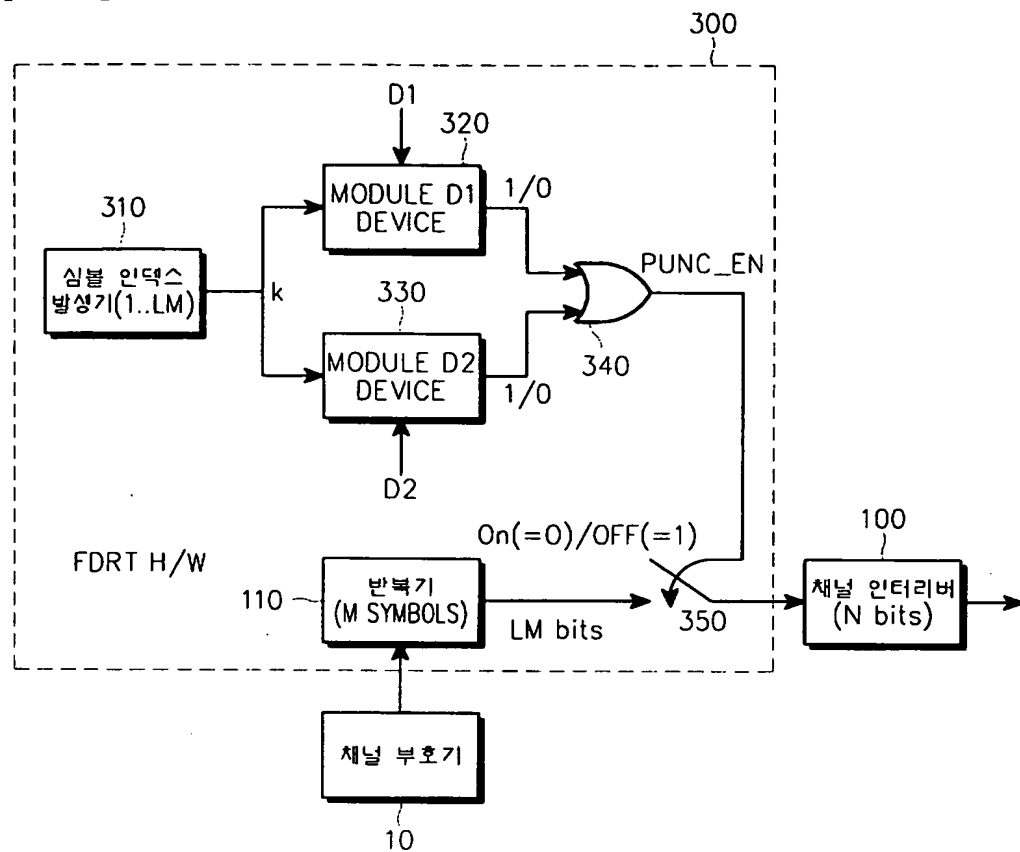 300
D1
320
MODULE D1
DEVICE
1/0
310
심볼 인덱스
발생기(1..LM)
k
PUNC_EN
330
MODULE D2
DEVICE
1/0
340
D2
On(=0)/OFF(=1)
100
FDRT H/W
110
반복기
(M SYMBOLS)
LM bits
350
채널 인터리버
(N bits)
채널 부호기
10